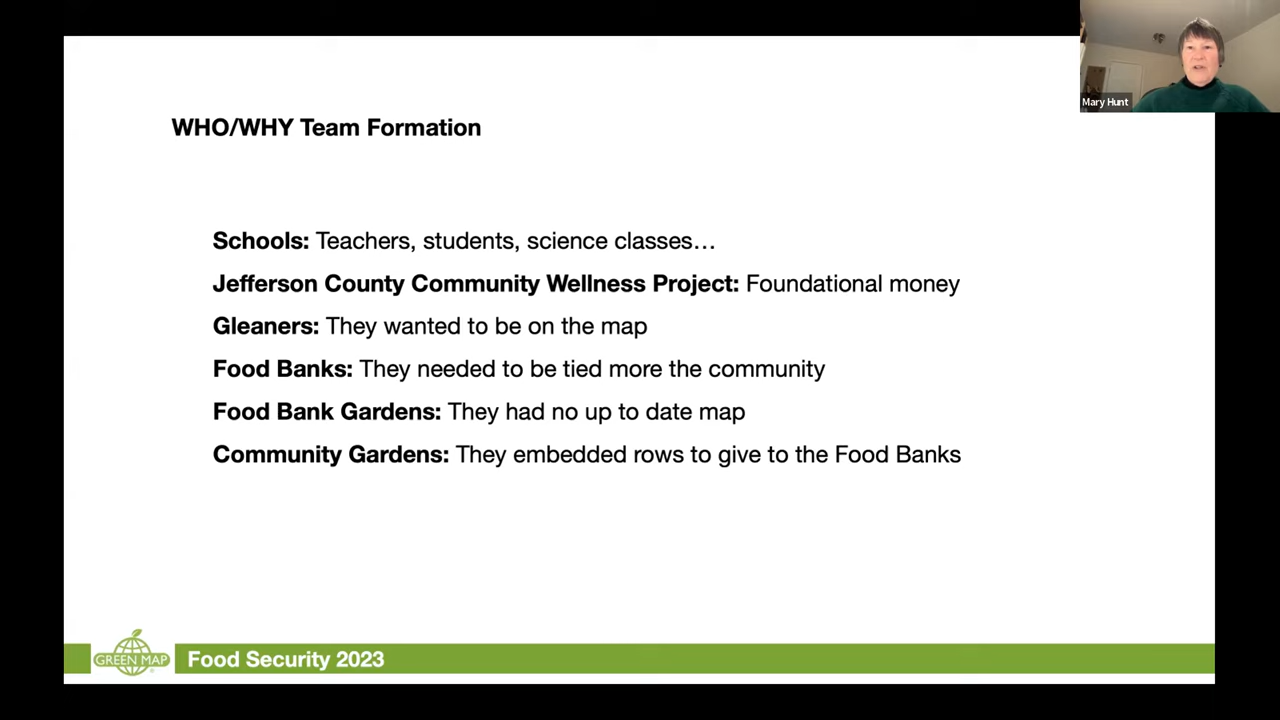 Mary Hunt
WHO/WHY Team Formation
Schools: Teachers, students, science classes…
Jefferson County Community Wellness Project: Foundational money
Gleaners: They wanted to be on the map
Food Banks: They needed to be tied more the community
Food Bank Gardens: They had no up to date map
Community Gardens: They embedded rows to give to the Food Banks
GREEN MAP
Food Security 2023